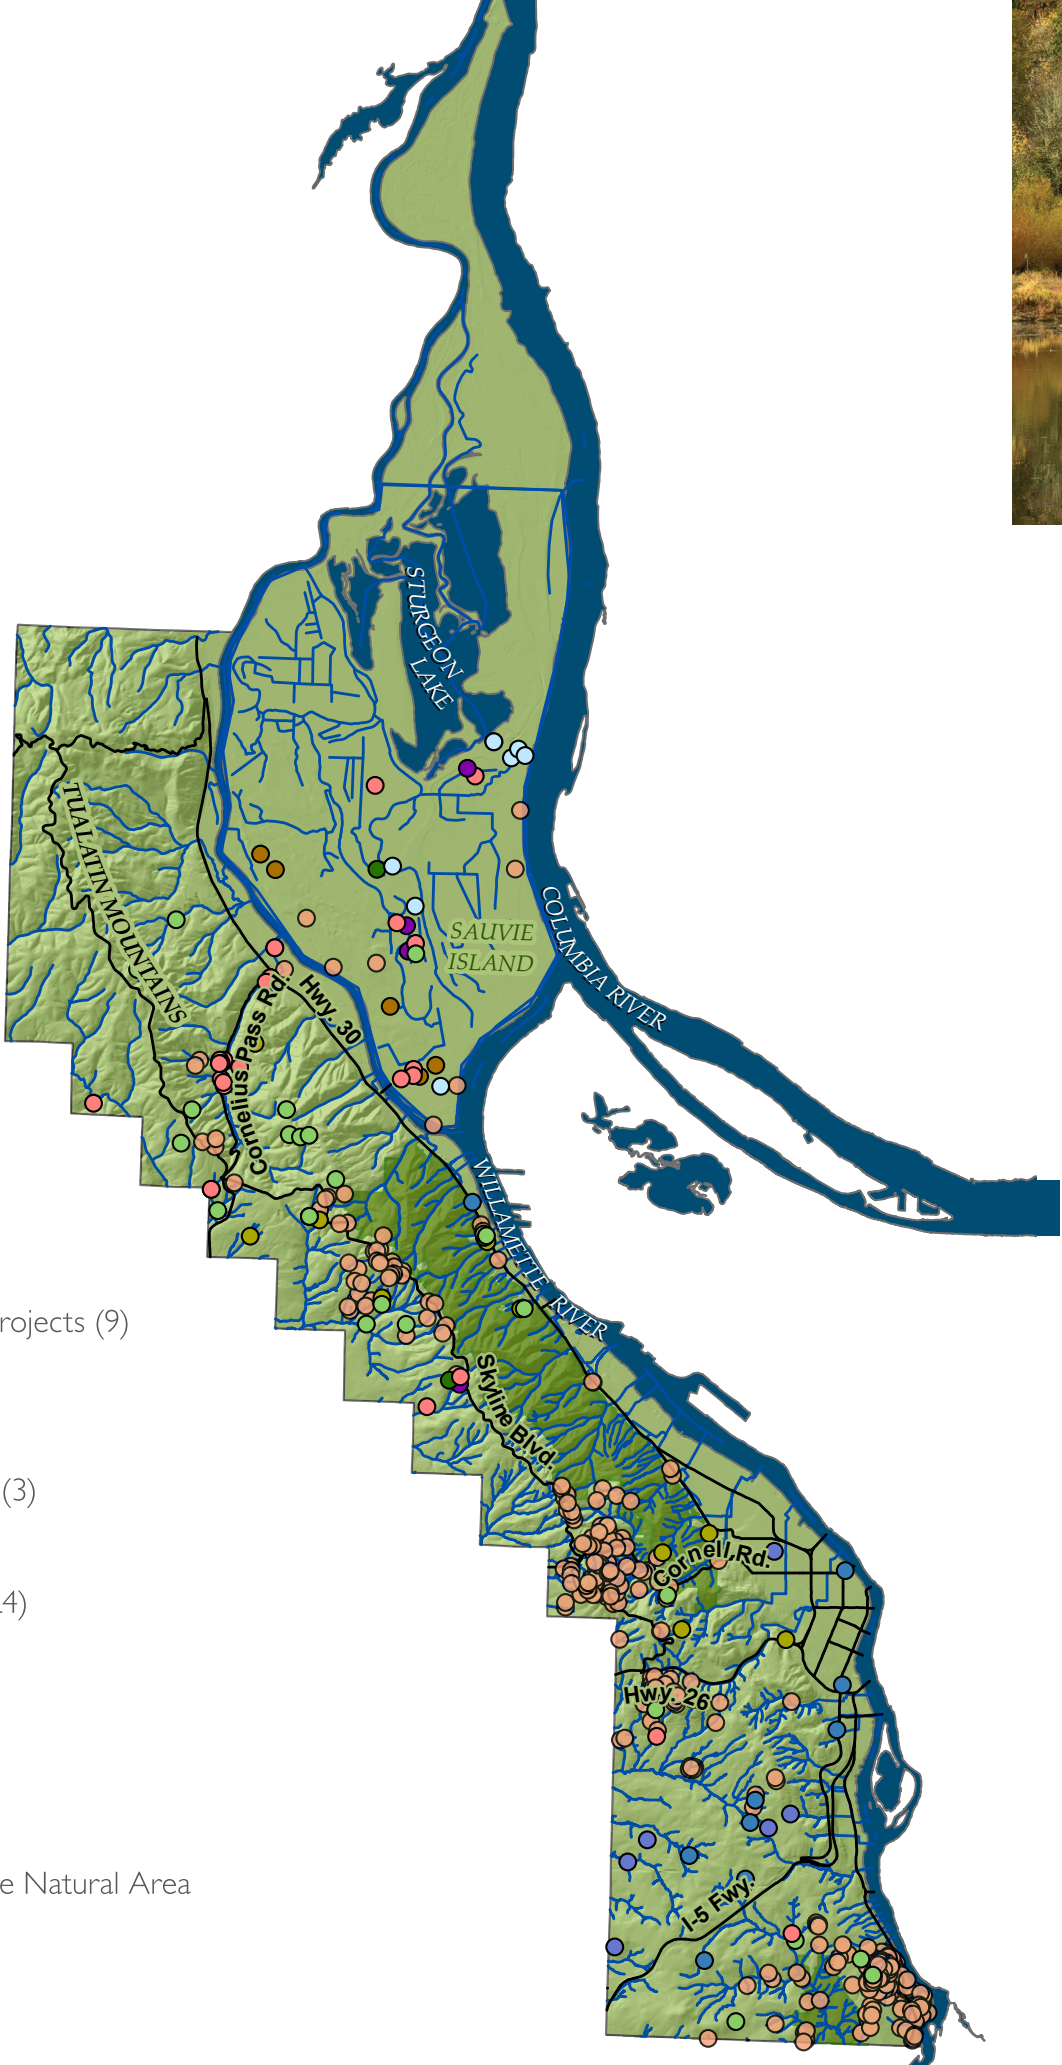 STURGEON
LAKE
TUALATIN MOUNTAINS
SAUVIE
ISLAND
COLUMBIA RIVER
Hwy. 30
Cornelius Pass Rd.
WILLAMETTE RIVER
rojects (9)
Skyline Blvd.
(3)
Cornell Rd.
4)
Hwy. 26
e Natural Area
I-5 Fwy.